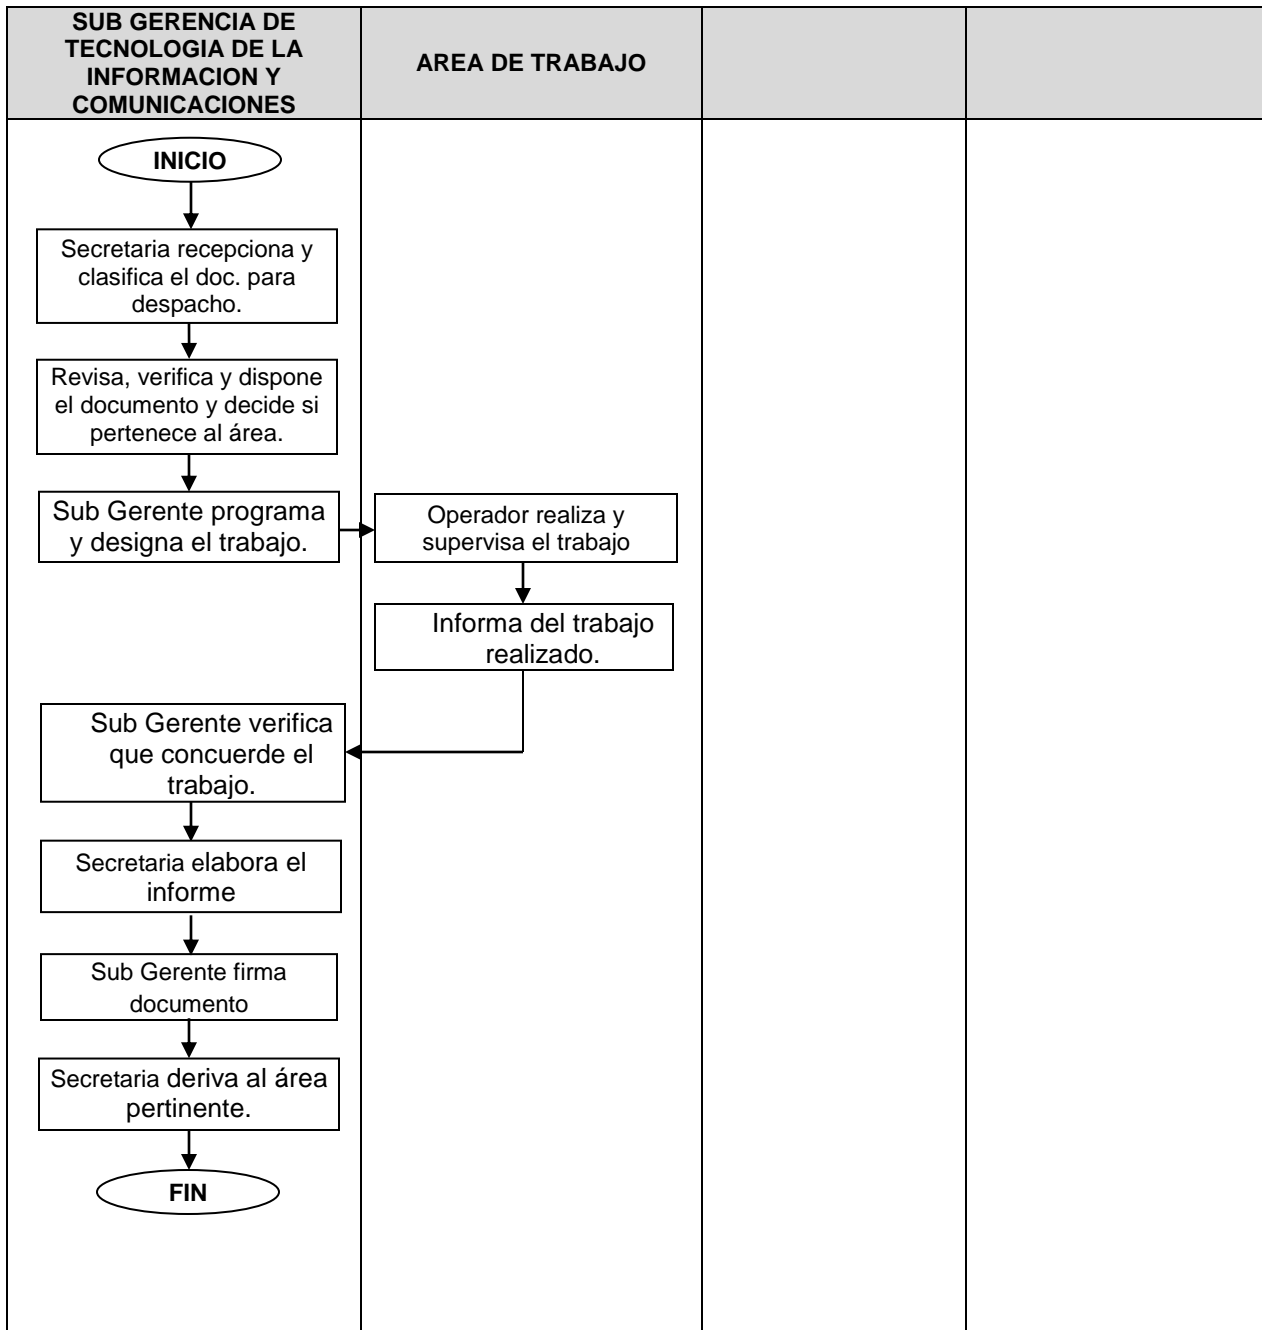 SUB GERENCIA DE
TECNOLOGIA DE LA
INFORMACION Y
COMUNICACIONES
AREA DE TRABAJO
INICIO
Secretaria recepciona y
clasifica el doc. para
despacho.
Revisa, verifica y dispone
el documento y decide si
pertenece al área.
Sub Gerente programa
y designa el trabajo.
Operador realiza y
supervisa el trabajo
Informa del trabajo
realizado.
Sub Gerente verifica
que concuerde el
trabajo.
Secretaria elabora el
informe
Sub Gerente firma
documento
Secretaria deriva al área
pertinente.
FIN